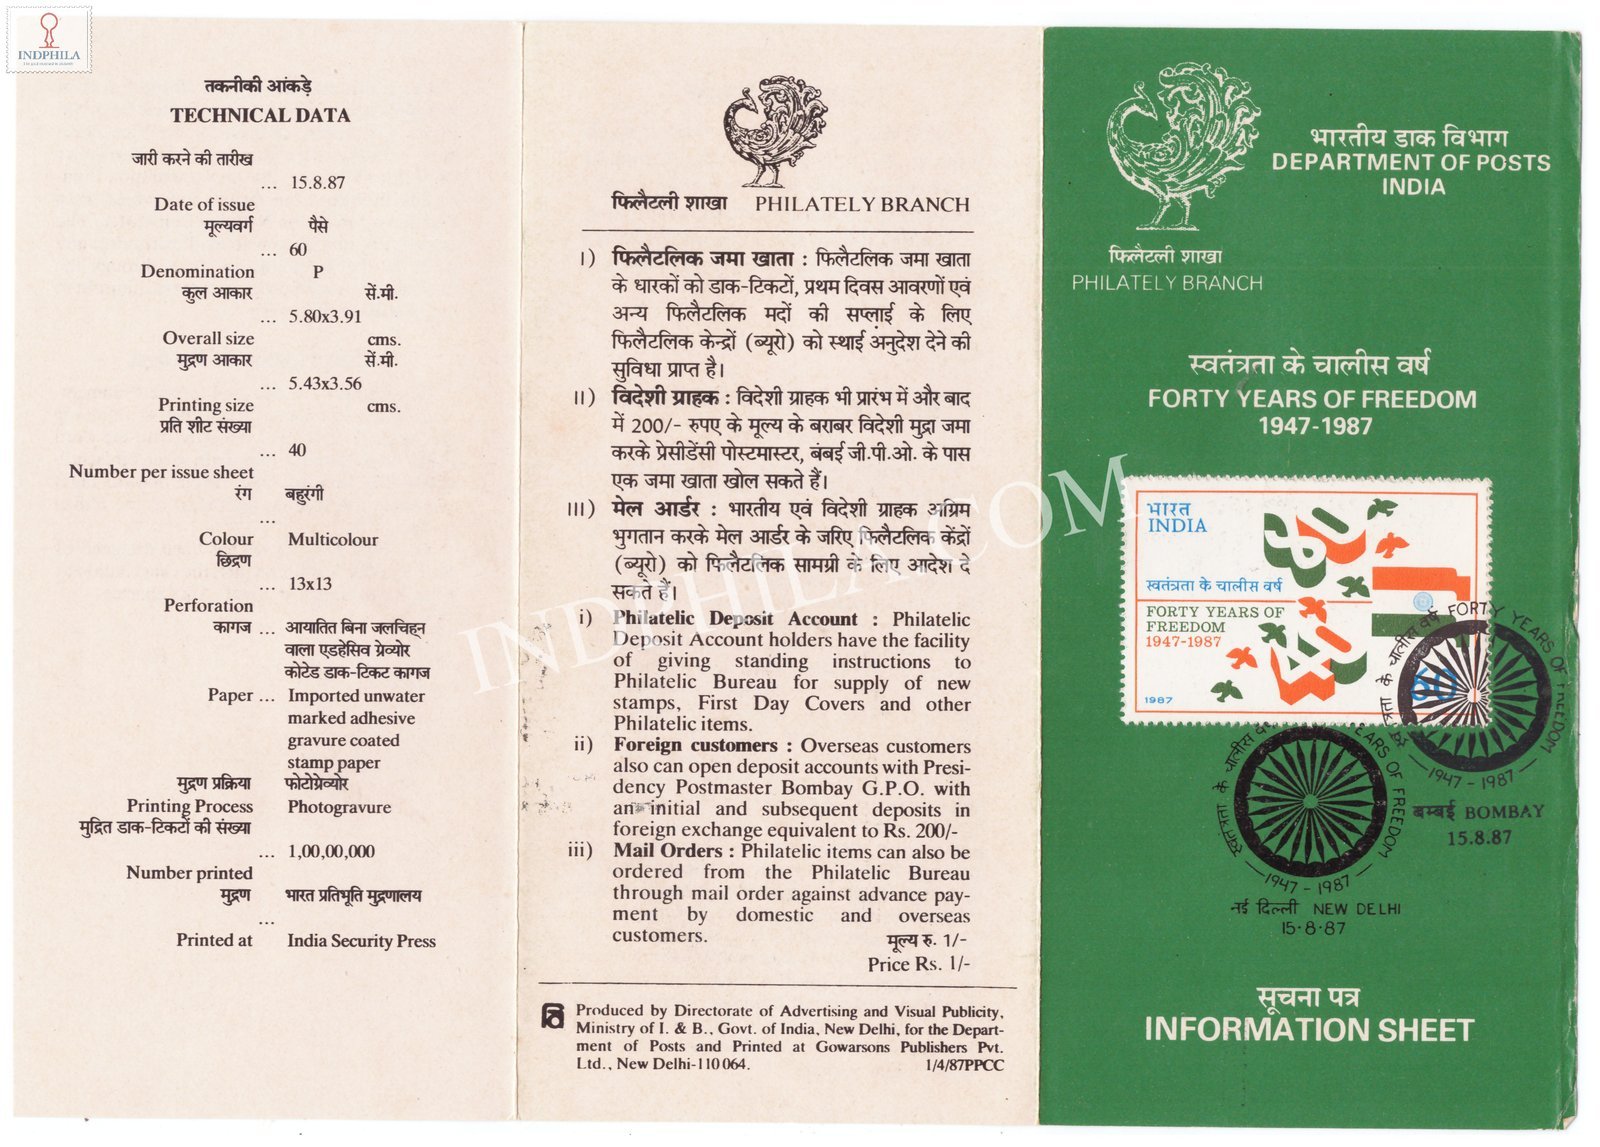 INDPHILA
तकनीकी आंकड़े
TECHNICAL DATA
जारी करने की तारीख
... 15.8.87
Date of issue
मूल्यवर्ग पैसे
... 60
Denomination P
कुल आकार सें.मी.
... 5.80x3.91
Overall size cms.
मुद्रण आकार सें.मी.
... 5.43x3.56
Printing size cms.
प्रति शीट संख्या
... 40
Number per issue sheet
रंग बहुरंगी
...
Colour Multicolour
छिद्रण
... 13x13
Perforation
कागज ... आयातित बिना जलचिह्न
वाला एडहेसिव ग्रेव्योर
कोटेड डाक-टिकट कागज
Paper ... Imported unwater
marked adhesive
gravure coated
stamp paper
मुद्रण प्रक्रिया फोटोग्रेव्योर
Printing Process Photogravure
मुद्रित डाक-टिकटों की संख्या
... 1,00,00,000
Number printed
मुद्रण भारत प्रतिभूति मुद्रणालय
...
Printed at India Security Press
फिलैटली शाखा PHILATELY BRANCH
I) फिलैटलिक जमा खाता : फिलैटलिक जमा खाता
के धारकों को डाक-टिकटों, प्रथम दिवस आवरणों एवं
अन्य फिलैटलिक मदों की सप्लाई के लिए
फिलैटलिक केन्द्रों (ब्यूरो) को स्थाई अनुदेश देने की
सुविधा प्राप्त है।
II) विदेशी ग्राहक : विदेशी ग्राहक भी प्रारंभ में और बाद
में 200/- रुपए के मूल्य के बराबर विदेशी मुद्रा जमा
करके प्रेसीडेंसी पोस्टमास्टर, बंबई जी.पी.ओ. के पास
एक जमा खाता खोल सकते हैं।
III) मेल आर्डर : भारतीय एवं विदेशी ग्राहक अग्रिम
भुगतान करके मेल आर्डर के जरिए फिलैटलिक केंद्रों
(ब्यूरो) को फिलैटलिक सामग्री के लिए आदेश दे
सकते हैं।
i) Philatelic Deposit Account : Philatelic
Deposit Account holders have the facility
of giving standing instructions to
Philatelic Bureau for supply of new
stamps, First Day Covers and other
Philatelic items.
ii) Foreign customers : Overseas customers
also can open deposit accounts with Presi-
dency Postmaster Bombay G.P.O. with
an initial and subsequent deposits in
foreign exchange equivalent to Rs. 200/-
iii) Mail Orders : Philatelic items can also be
ordered from the Philatelic Bureau
through mail order against advance pay-
ment by domestic and overseas
customers.
मूल्य रु. 1/-
Price Rs. 1/-
Produced by Directorate of Advertising and Visual Publicity,
Ministry of I. & B., Govt. of India, New Delhi, for the Depart-
ment of Posts and Printed at Gowarsons Publishers Pvt.
Ltd., New Delhi-110 064. 1/4/87PPCC
भारतीय डाक विभाग
DEPARTMENT OF POSTS
INDIA
फिलैटली शाखा
PHILATELY BRANCH
स्वतंत्रता के चालीस वर्ष
FORTY YEARS OF FREEDOM
1947-1987
भारत
INDIA
स्वतंत्रता के चालीस वर्ष
FORTY YEARS OF
FREEDOM
1947-1987
1987
60
स्वतंत्रता के चालीस वर्ष FORTY YEARS OF FREEDOM
1947-1987
बम्बई BOMBAY
15.8.87
स्वतंत्रता के चालीस वर्ष YEARS OF FREEDOM
1947-1987
नई दिल्ली NEW DELHI
15·8·87
सूचना पत्र
INFORMATION SHEET
INDPHILA.COM